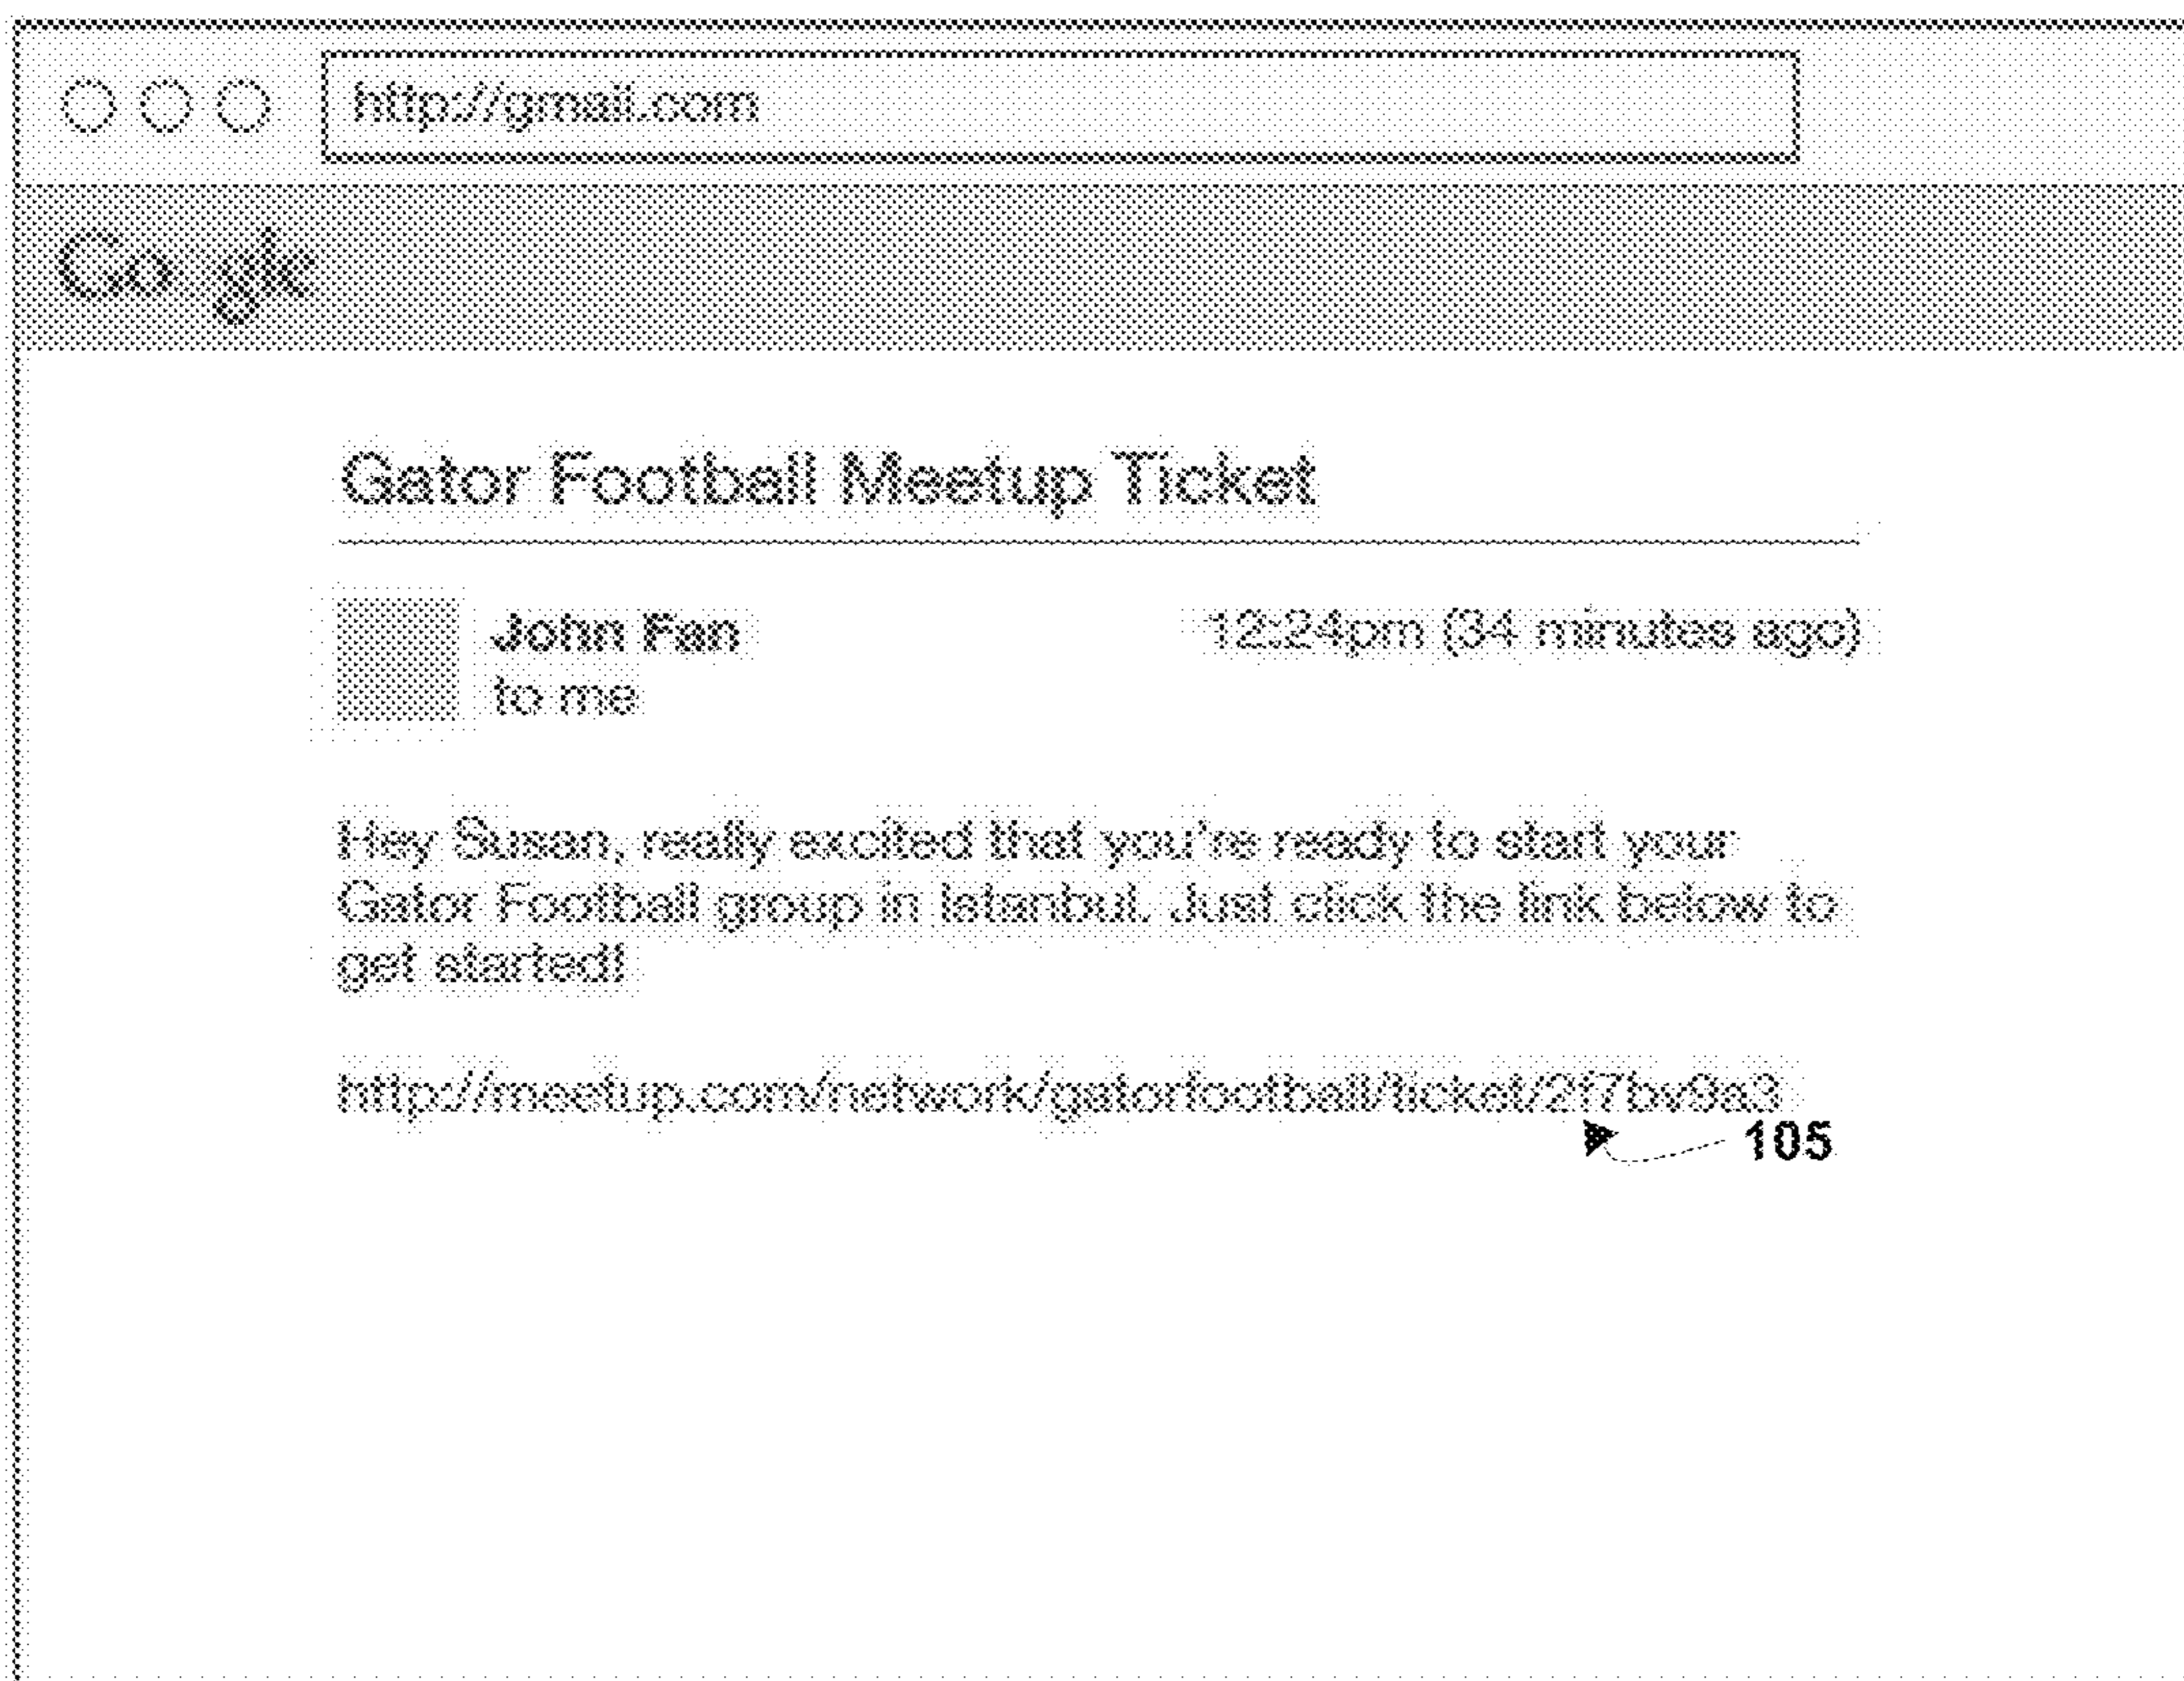 http://gmail.com
Google
Gator Football Meetup Ticket
John Fan
12:24pm (34 minutes ago)
to me
Hey Susan, really excited that you're ready to start your
Gator Football group in Istanbul. Just click the link below to
get started!
http://meetup.com/network/gatorfootball/ticket/2f7bv9a3
105